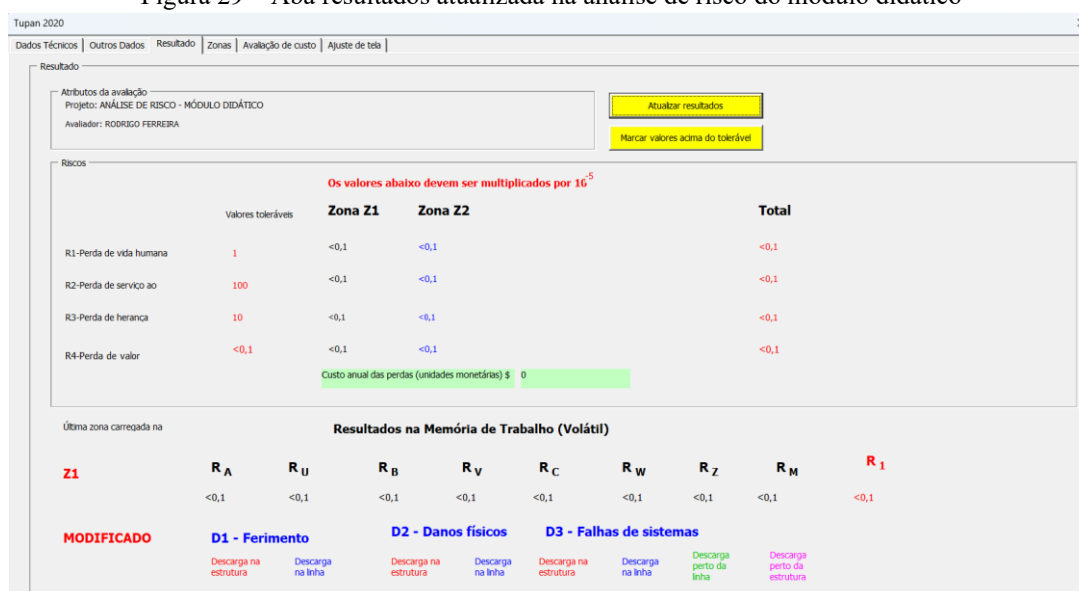 Figura 29 – Aba resultados atualizada na análise de risco do módulo didático
Tupan 2020
Dados Técnicos Outros Dados Resultado Zonas Avaliação de custo Ajuste de tela
Resultado
Atributos da avaliação
Projeto: ANÁLISE DE RISCO - MÓDULO DIDÁTICO
Avaliador: RODRIGO FERREIRA
Atualizar resultados
Marcar valores acima do tolerável
Riscos
Os valores abaixo devem ser multiplicados por 10 -5
Valores toleráveis Zona Z1 Zona Z2 Total
R1-Perda de vida humana 1 <0,1 <0,1 <0,1
R2-Perda de serviço ao 100 <0,1 <0,1 <0,1
R3-Perda de herança 10 <0,1 <0,1 <0,1
R4-Perda de valor <0,1 <0,1 <0,1 <0,1
Custo anual das perdas (unidades monetárias) $ 0
Última zona carregada na Resultados na Memória de Trabalho (Volátil)
Z1 R A R U R B R V R C R W R Z R M R 1
<0,1 <0,1 <0,1 <0,1 <0,1 <0,1 <0,1 <0,1 <0,1
MODIFICADO D1 - Ferimento D2 - Danos físicos D3 - Falhas de sistemas
Descarga na Descarga Descarga na Descarga Descarga na Descarga Descarga Descarga
estrutura na linha estrutura na linha estrutura na linha perto da perto da
linha estrutura